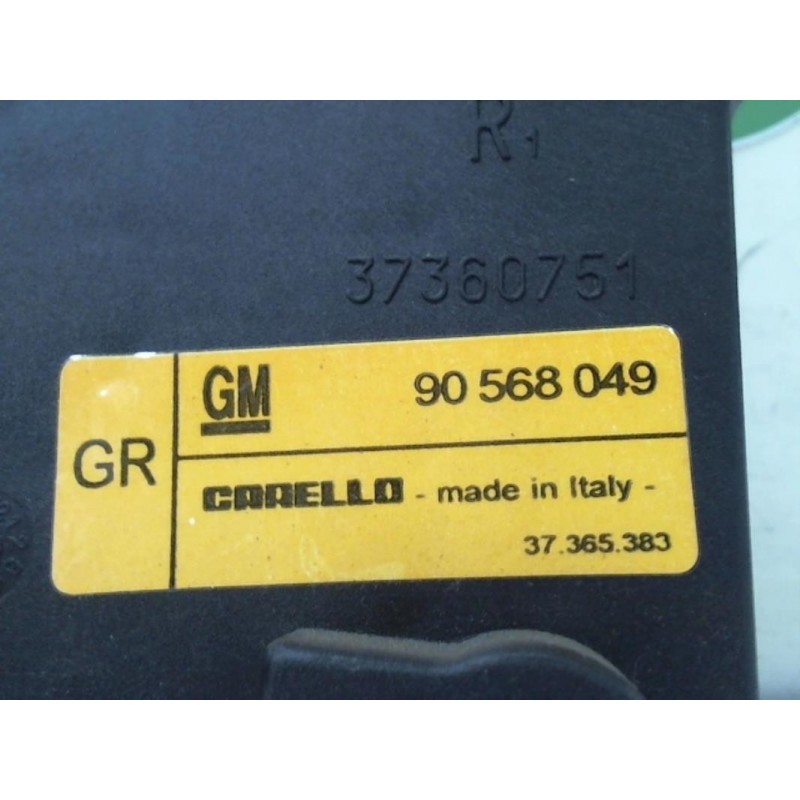 R1
37360751
GR
GM
90 568 049
CARELLO - made in Italy -
37.365.383